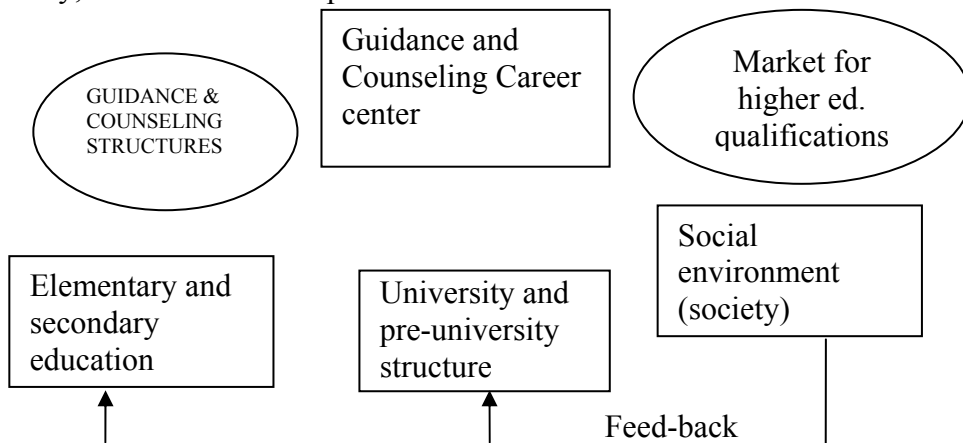 GUIDANCE &
COUNSELING
STRUCTURES
Guidance and
Counseling Career
center
Market for
higher ed.
qualifications
Elementary and
secondary
education
University and
pre-university
structure
Social
environment
(society)
Feed-back